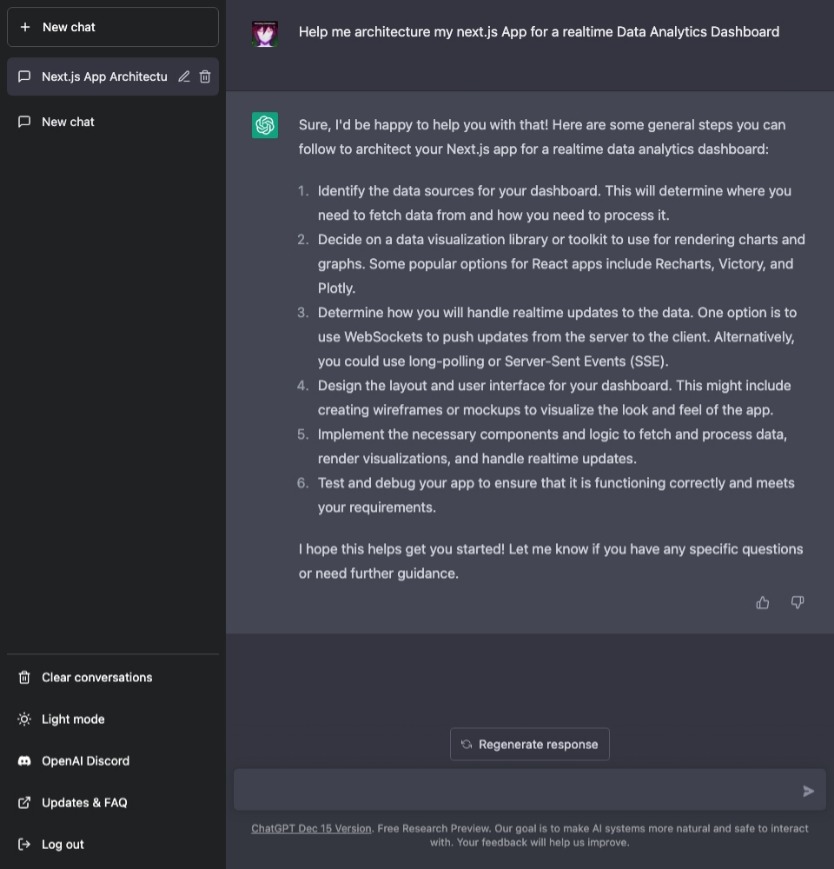 New chat
Next.js App Architectu
New chat
Clear conversations
Light mode
OpenAI Discord
Updates & FAQ
Log out
Help me architecture my next.js App for a realtime Data Analytics Dashboard
Sure, I'd be happy to help you with that! Here are some general steps you can
follow to architect your Next.js app for a realtime data analytics dashboard:
1. Identify the data sources for your dashboard. This will determine where you
need to fetch data from and how you need to process it.
2. Decide on a data visualization library or toolkit to use for rendering charts and
graphs. Some popular options for React apps include Recharts, Victory, and
Plotly.
3. Determine how you will handle realtime updates to the data. One option is to
use WebSockets to push updates from the server to the client. Alternatively,
you could use long-polling or Server-Sent Events (SSE).
4. Design the layout and user interface for your dashboard. This might include
creating wireframes or mockups to visualize the look and feel of the app.
5. Implement the necessary components and logic to fetch and process data,
render visualizations, and handle realtime updates.
6. Test and debug your app to ensure that it is functioning correctly and meets
your requirements.
I hope this helps get you started! Let me know if you have any specific questions
or need further guidance.
Regenerate response
ChatGPT Dec 15 Version. Free Research Preview. Our goal is to make AI systems more natural and safe to interact
with. Your feedback will help us improve.